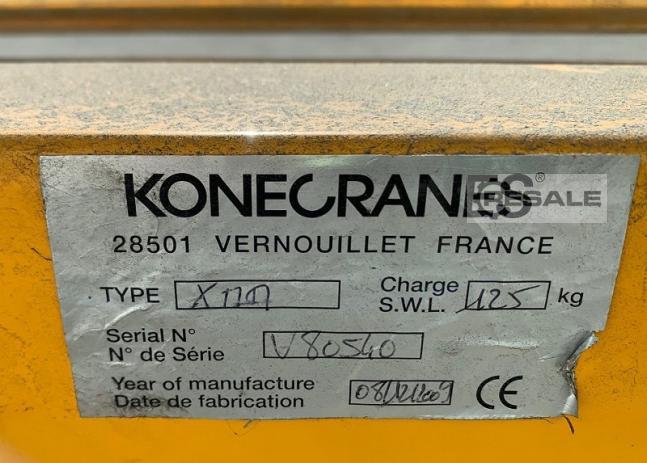 KONECRANES
RESALE
28501 VERNOUILLET FRANCE
TYPE
Charge
S.W.L. 125 kg
Serial N°
N° de Série V80540
Year of manufacture
Date de fabrication CE